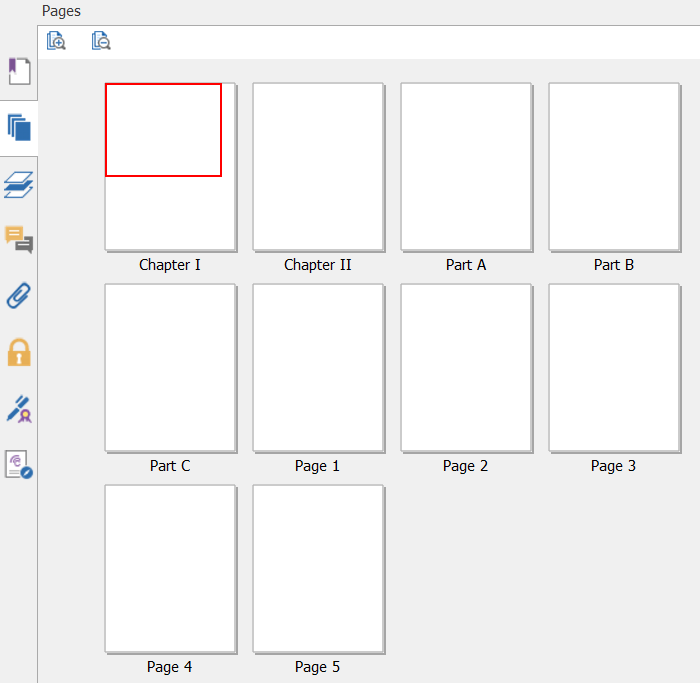 Pages
Chapter I
Chapter II
Part A
Part B
Part C
Page 1
Page 2
Page 3
Page 4
Page 5